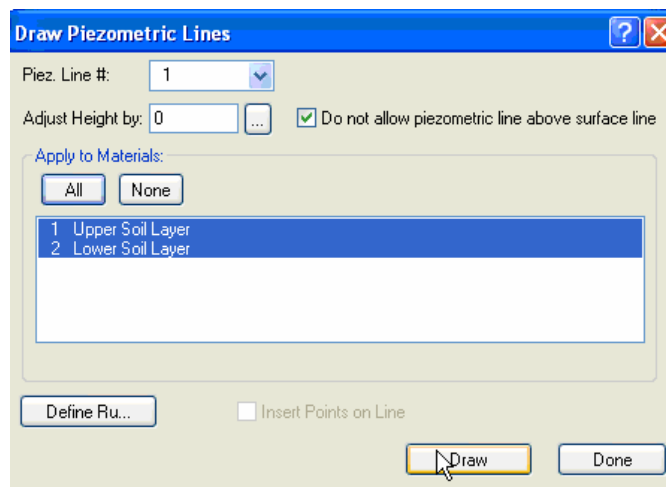 Draw Piezometric Lines
Piez. Line #: 1
Adjust Height by: 0 ... Do not allow piezometric line above surface line
Apply to Materials:
All None
1 Upper Soil Layer
2 Lower Soil Layer
Define Ru... Insert Points on Line
Draw Done